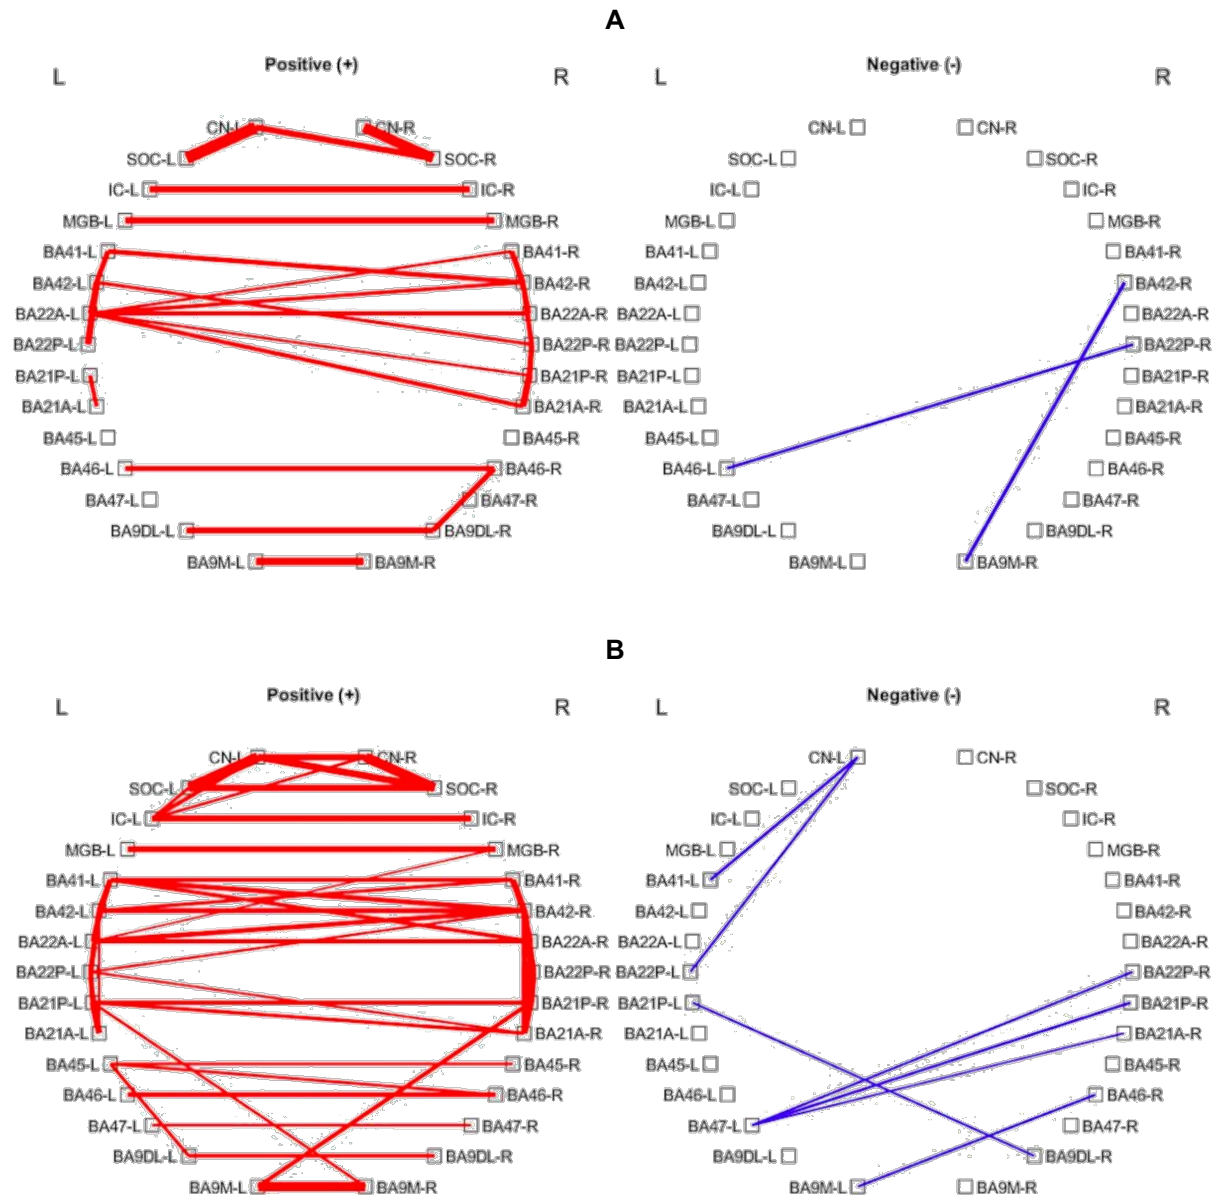 A
L Positive (+) R L Negative (-) R
CN-L CN-R CN-L CN-R
SOC-L SOC-R SOC-L SOC-R
IC-L IC-R IC-L IC-R
MGB-L MGB-R MGB-L MGB-R
BA41-L BA41-R BA41-L BA41-R
BA42-L BA42-R BA42-L BA42-R
BA22A-L BA22A-R BA22A-L BA22A-R
BA22P-L BA22P-R BA22P-L BA22P-R
BA21P-L BA21P-R BA21P-L BA21P-R
BA21A-L BA21A-R BA21A-L BA21A-R
BA45-L BA45-R BA45-L BA45-R
BA46-L BA46-R BA46-L BA46-R
BA47-L BA47-R BA47-L BA47-R
BA9DL-L BA9DL-R BA9DL-L BA9DL-R
BA9M-L BA9M-R BA9M-L BA9M-R
B
L Positive (+) R L Negative (-) R
CN-L CN-R CN-L CN-R
SOC-L SOC-R SOC-L SOC-R
IC-L IC-R IC-L IC-R
MGB-L MGB-R MGB-L MGB-R
BA41-L BA41-R BA41-L BA41-R
BA42-L BA42-R BA42-L BA42-R
BA22A-L BA22A-R BA22A-L BA22A-R
BA22P-L BA22P-R BA22P-L BA22P-R
BA21P-L BA21P-R BA21P-L BA21P-R
BA21A-L BA21A-R BA21A-L BA21A-R
BA45-L BA45-R BA45-L BA45-R
BA46-L BA46-R BA46-L BA46-R
BA47-L BA47-R BA47-L BA47-R
BA9DL-L BA9DL-R BA9DL-L BA9DL-R
BA9M-L BA9M-R BA9M-L BA9M-R